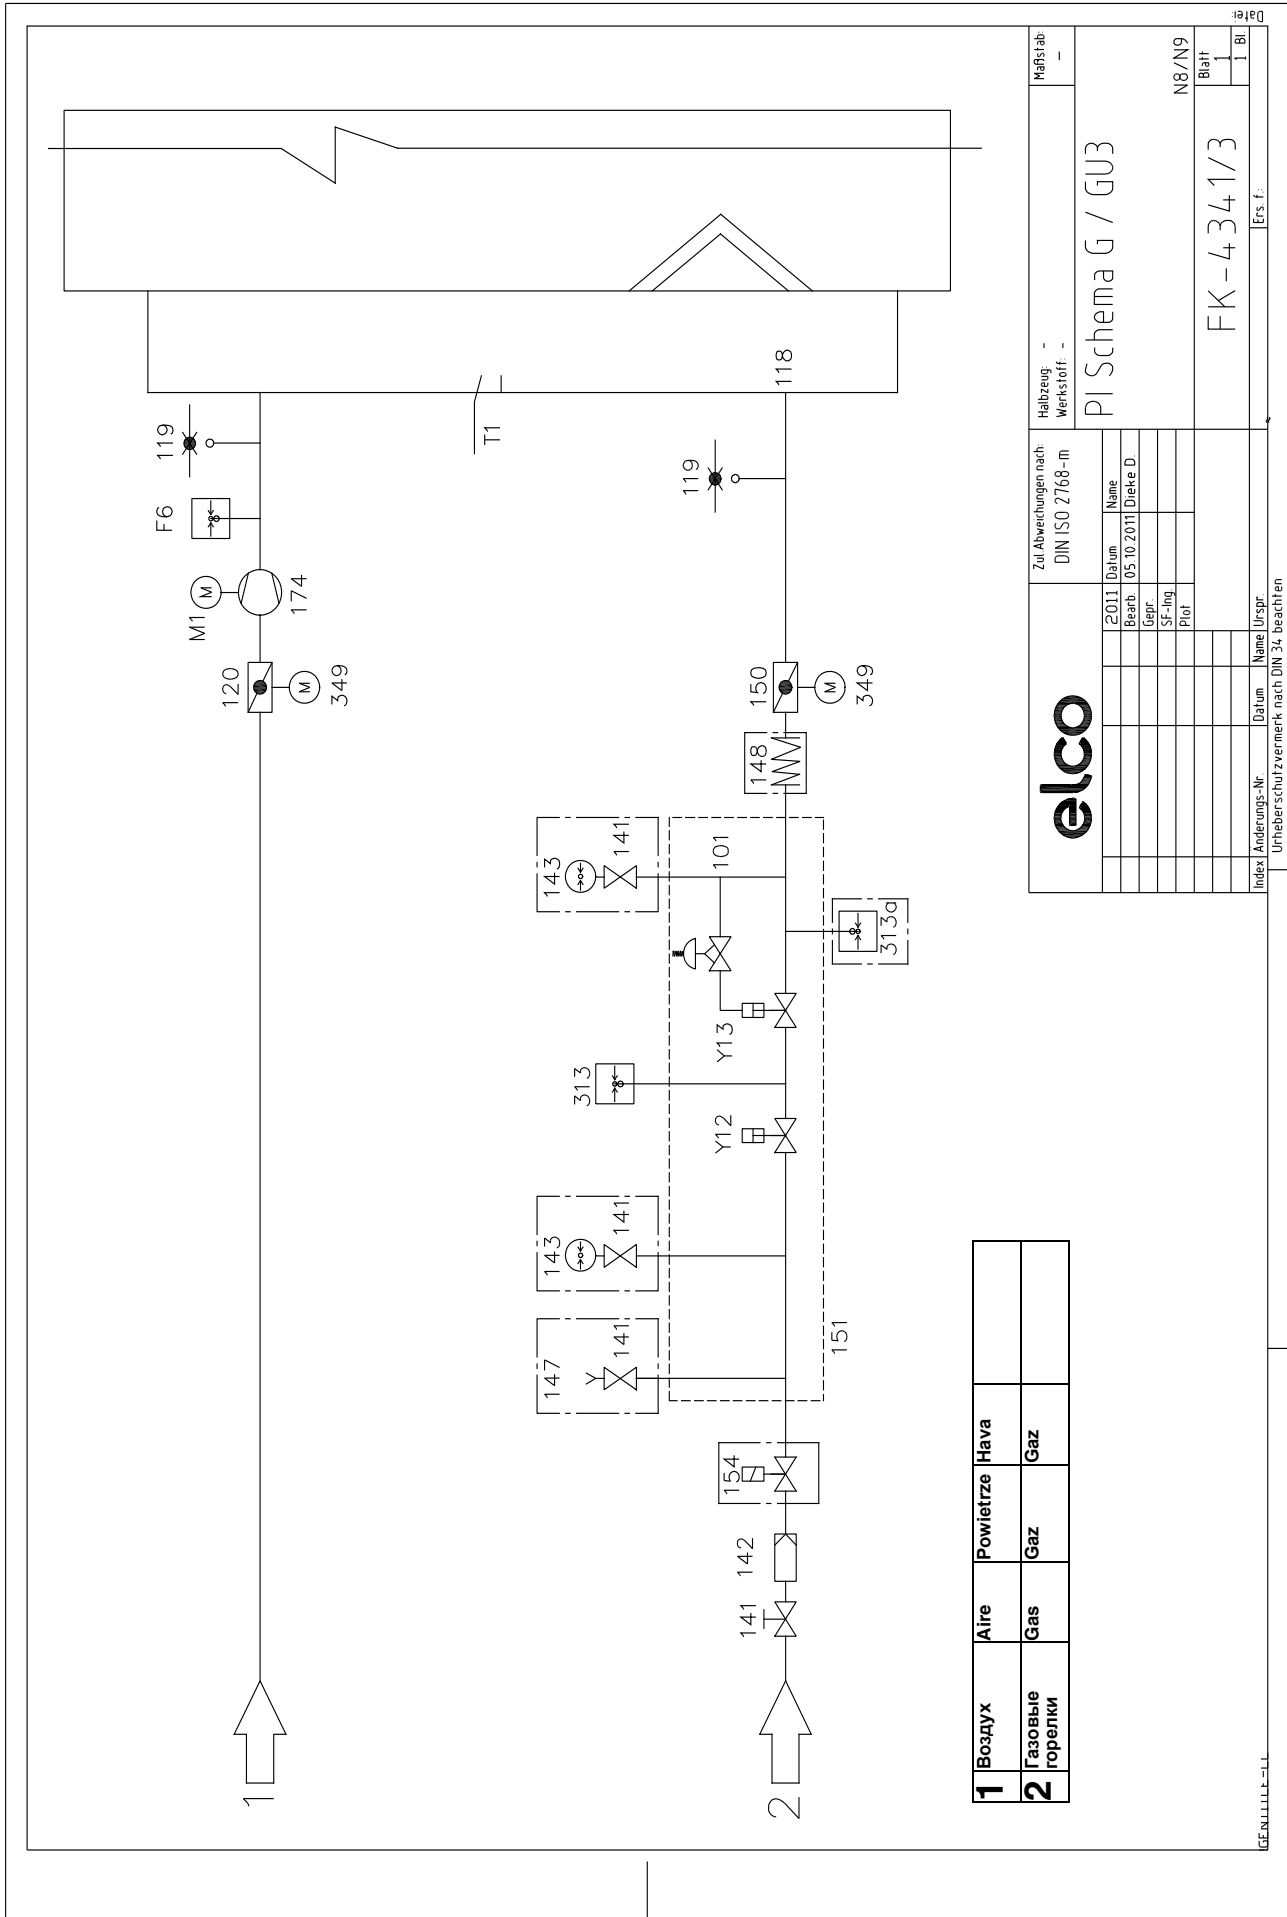 1
120
M1
M
349
M
174
F6
119
T1
2
141
142
154
147
141
143
141
151
Y12
313
Y13
143
141
101
313a
148
150
M
349
119
118
1 Воздух Aire Powietrze Hava
2 Газовые горелки Gas Gaz Gaz
elco
Zul.Abweichungen nach:
DIN ISO 2768-m
Halbzeug: -
Werkstoff: -
Maßstab:
-
2011 Datum Name
Bearb. 05.10.2011 Dieke D.
Gepr.
SF-Ing.
Plot
PI Schema G / GU3
N8/N9
FK-4341/3
Blatt
1
1 Bl.
Index Änderungs-Nr. Datum Name Urspr. Ers. f.:
Urheberschutzvermerk nach DIN 34 beachten
Datei: